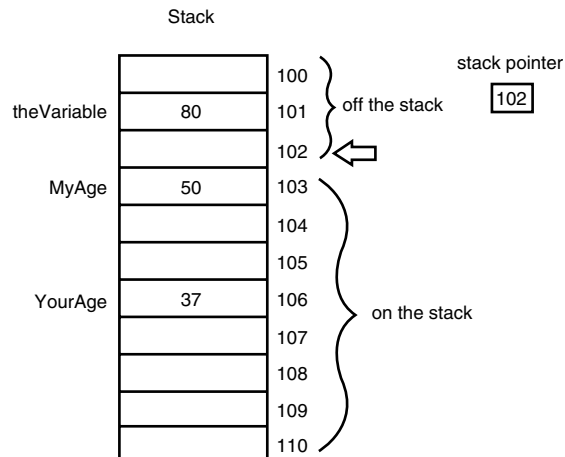 Stack
stack pointer
102
100
theVariable 80 101 off the stack
102
MyAge 50 103
104
105
YourAge 37 106 on the stack
107
108
109
110